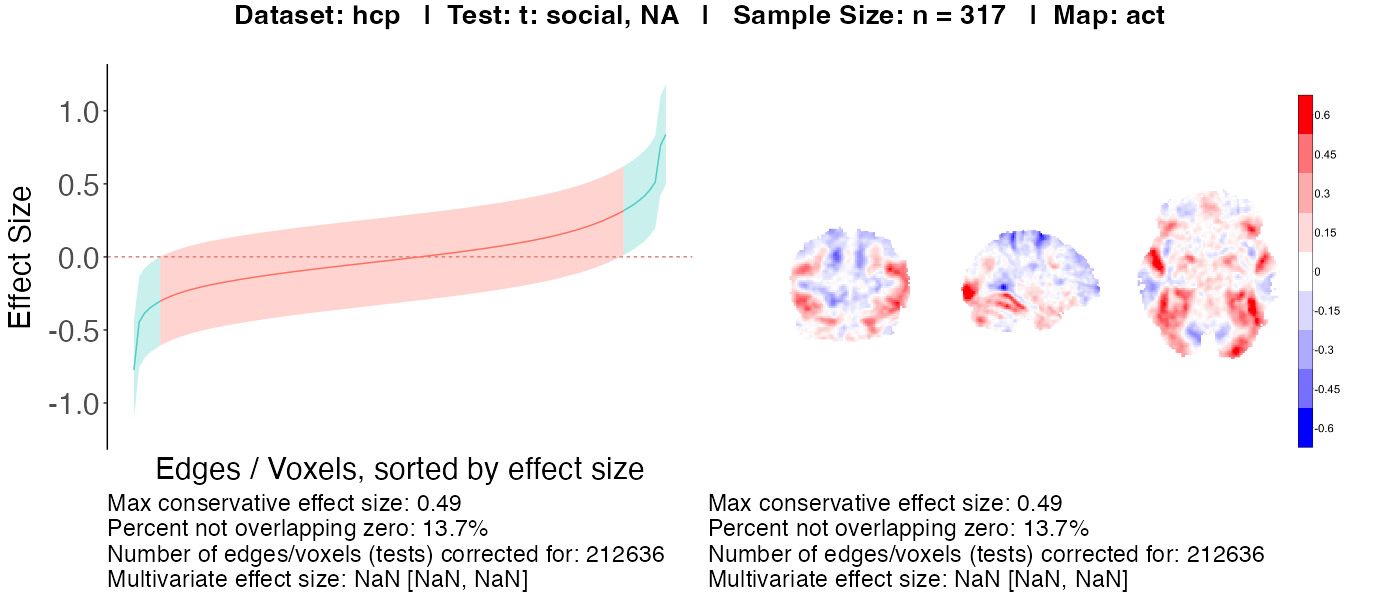 Dataset: hcp | Test: t: social, NA | Sample Size: n = 317 | Map: act
Effect Size
1.0
0.5
0.0
-0.5
-1.0
Edges / Voxels, sorted by effect size
Max conservative effect size: 0.49
Percent not overlapping zero: 13.7%
Number of edges/voxels (tests) corrected for: 212636
Multivariate effect size: NaN [NaN, NaN]
0.6
0.45
0.3
0.15
0
-0.15
-0.3
-0.45
-0.6
Max conservative effect size: 0.49
Percent not overlapping zero: 13.7%
Number of edges/voxels (tests) corrected for: 212636
Multivariate effect size: NaN [NaN, NaN]